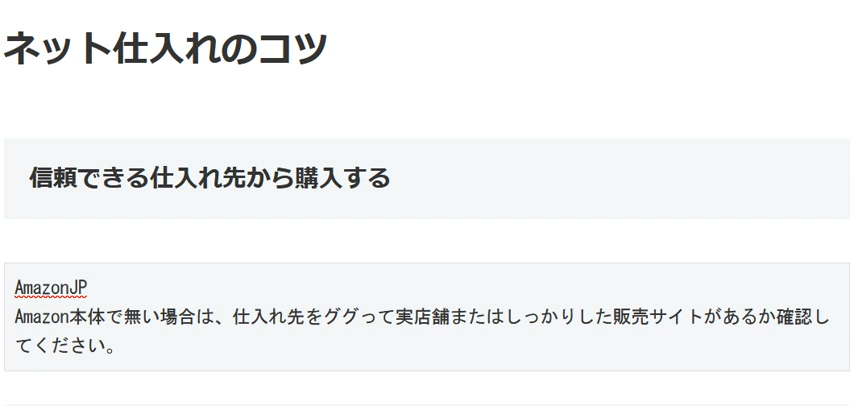 ネット仕入れのコツ
信頼できる仕入れ先から購入する
AmazonJP
Amazon本体で無い場合は、仕入れ先をググって実店舗またはしっかりした販売サイトがあるか確認し
てください。